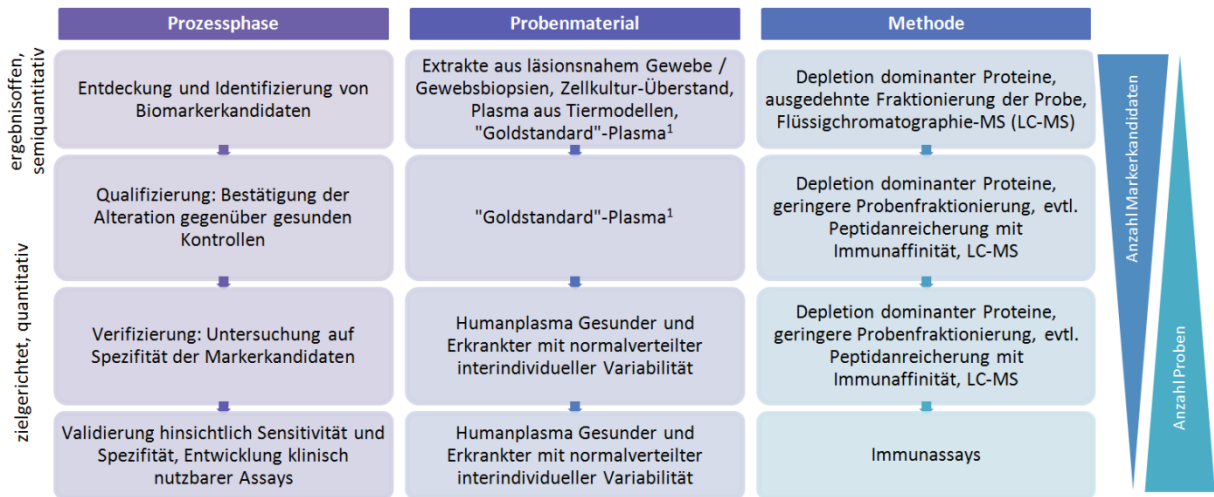 Prozessphase
Probenmaterial
Methode
ergebnisoffen,
semiquantitativ
Entdeckung und Identifizierung von
Biomarkerkandidaten
Extrakte aus läsionsnahem Gewebe /
Gewebsbiopsien, Zellkultur-Überstand,
Plasma aus Tiermodellen,
"Goldstandard"-Plasma¹
Depletion dominanter Proteine,
ausgedehnte Fraktionierung der Probe,
Flüssigchromatographie-MS (LC-MS)
Qualifizierung: Bestätigung der
Alteration gegenüber gesunden
Kontrollen
"Goldstandard"-Plasma¹
Depletion dominanter Proteine,
geringere Probenfraktionierung, evtl.
Peptidanreicherung mit
Immunaffinität, LC-MS
zielgerichtet, quantitativ
Verifizierung: Untersuchung auf
Spezifität der Markerkandidaten
Humanplasma Gesunder und
Erkrankter mit normalverteilter
interindividueller Variabilität
Depletion dominanter Proteine,
geringere Probenfraktionierung, evtl.
Peptidanreicherung mit
Immunaffinität, LC-MS
Validierung hinsichtlich Sensitivität und
Spezifität, Entwicklung klinisch
nutzbarer Assays
Humanplasma Gesunder und
Erkrankter mit normalverteilter
interindividueller Variabilität
Immunassays
Anzahl Markerkandidaten
Anzahl Proben